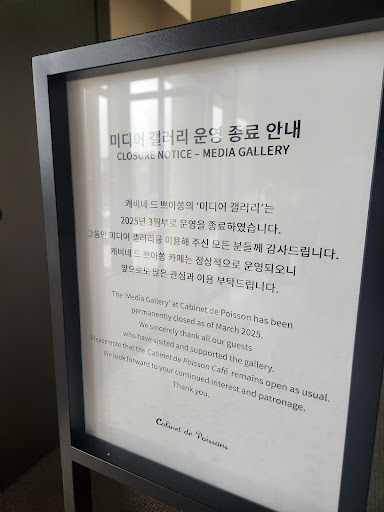 미디어 갤러리 운영 종료 안내
CLOSURE NOTICE – MEDIA GALLERY
캐비네 드 쁘아쏭의 '미디어 갤러리'는
2025년 3월부로 운영을 종료하였습니다.
그동안 미디어 갤러리를 이용해 주신 모든 분들께 감사드립니다.
캐비네 드 쁘아쏭 카페는 정상적으로 운영되오니
앞으로도 많은 관심과 이용 부탁드립니다.
The 'Media Gallery' at Cabinet de Poisson has been
permanently closed as of March 2025.
We sincerely thank all our guests
who have visited and supported the gallery.
Please note that the Cabinet de Poisson Café remains open as usual.
We look forward to your continued interest and patronage.
Thank you.
Cabinet de Poissons